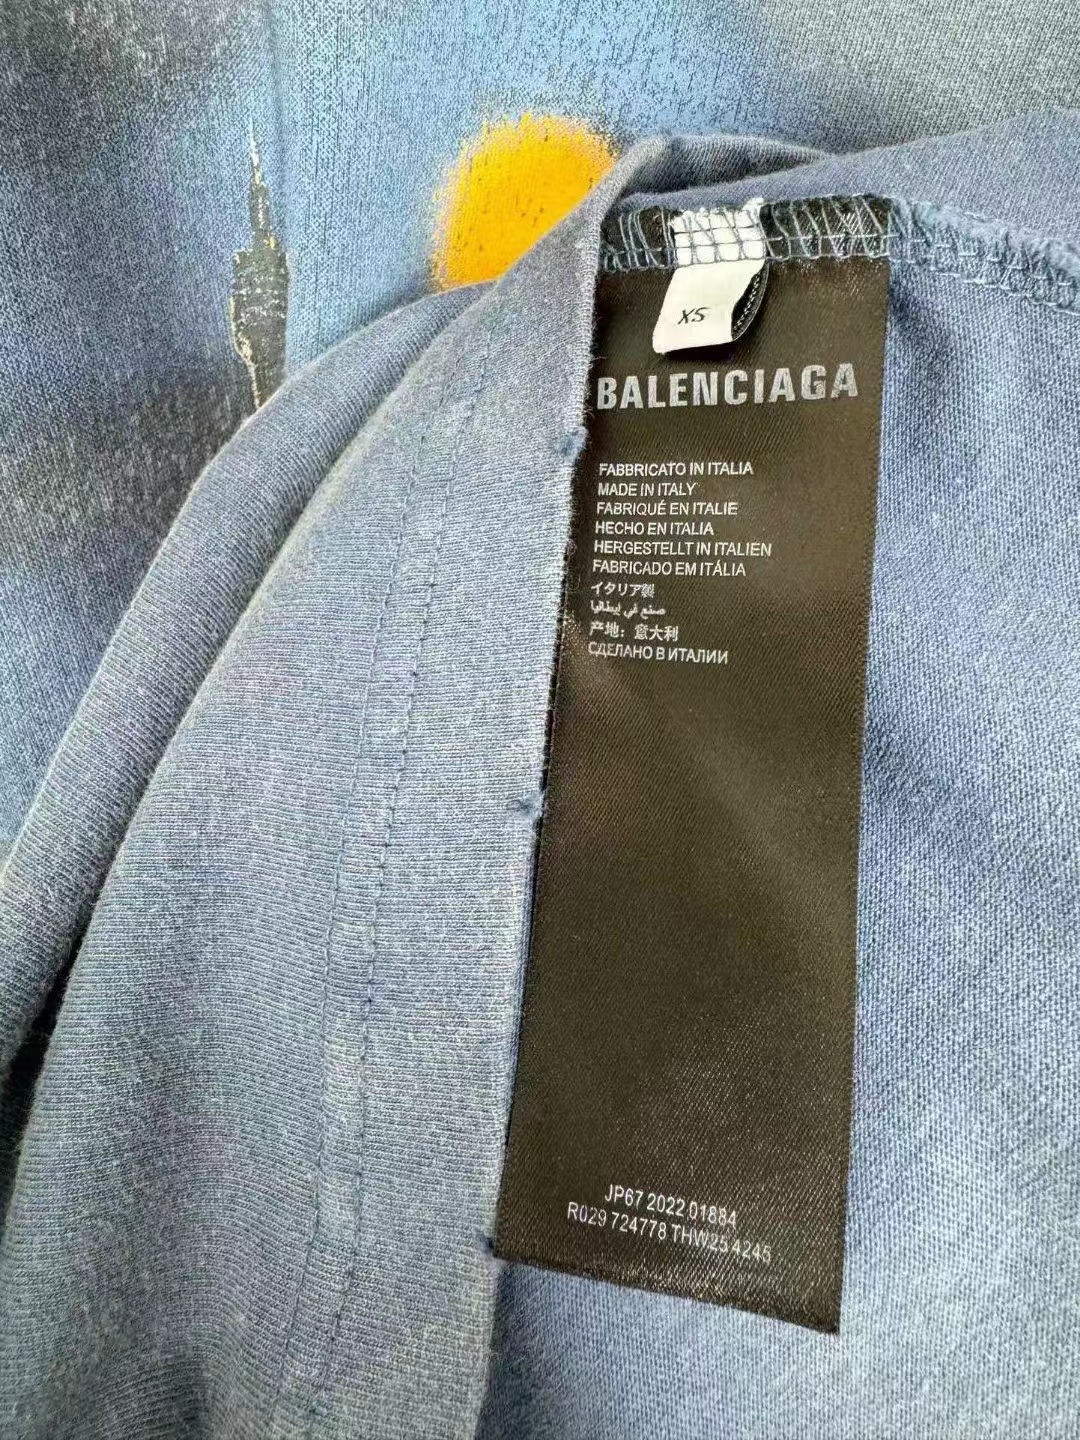 XS
BALENCIAGA
FABBRICATO IN ITALIA
MADE IN ITALY
FABRIQUÉ EN ITALIE
HECHO EN ITALIA
HERGESTELLT IN ITALIEN
FABRICADO EM ITÁLIA
イタリア製
صنع في إيطاليا
产地：意大利
СДЕЛАНО В ИТАЛИИ
JP67 2022 01884
R029 724778 THW25 4245